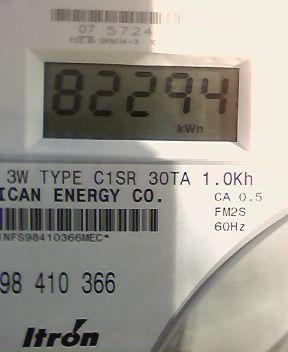 07 5724
82294
kWh
3W TYPE C1SR 30TA 1.0Kh
ICAN ENERGY CO.
CA 0.5
FM2S
60Hz
NFS98410366MEC*
98 410 366
Itron